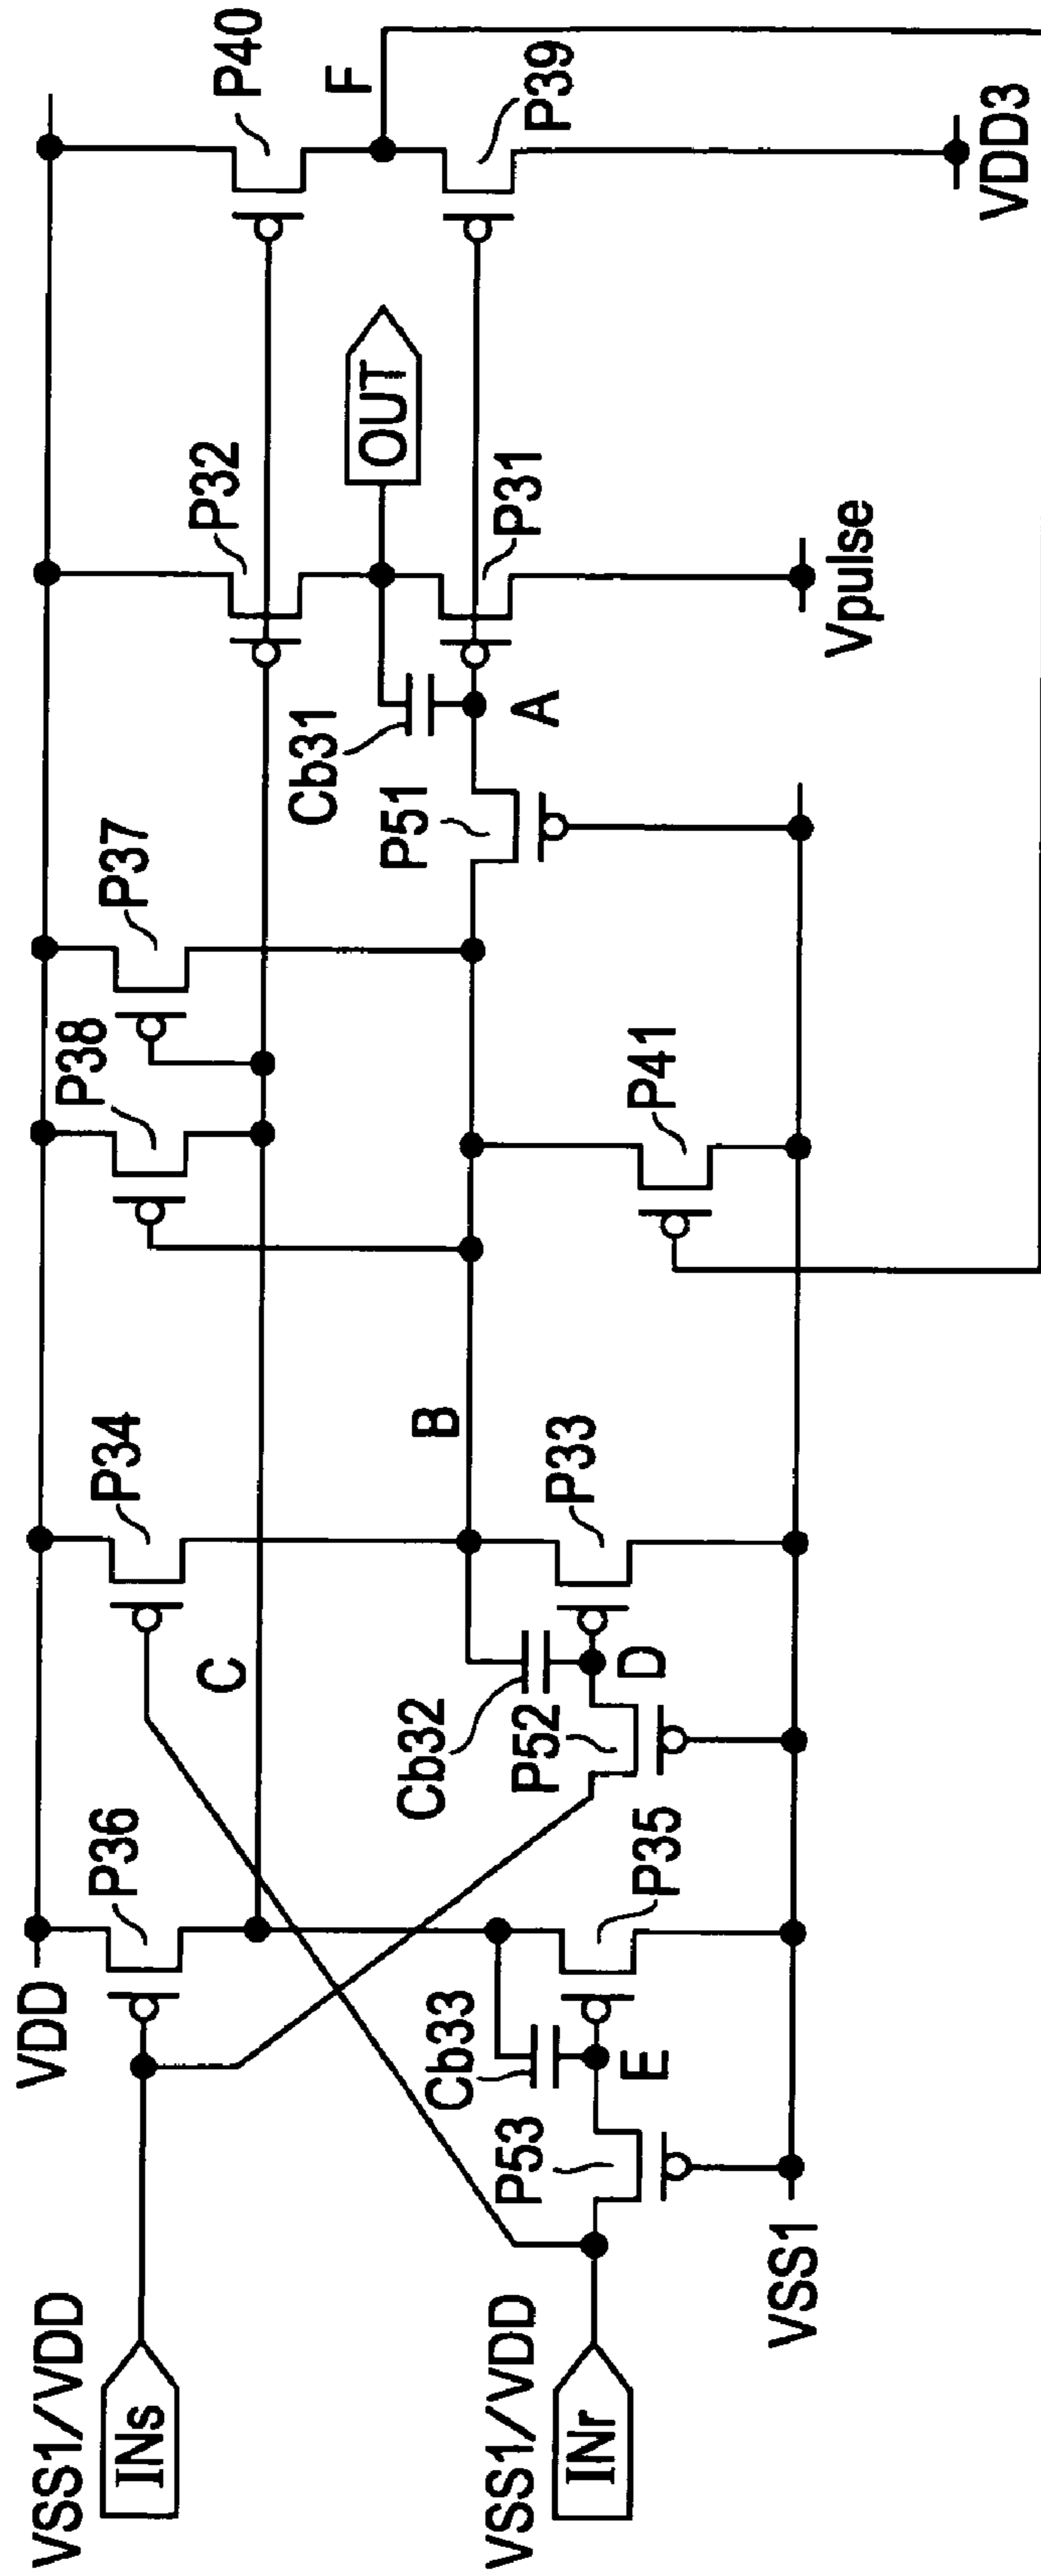 VSS1/VDD
INs
VDD
P36
P34
P38
P37
P32
P40
C
F
Cb31
OUT
P39
VSS1/VDD
INr
Cb33
Cb32
B
P51
P31
A
P53
E
P35
P52
D
P33
P41
VSS1
Vpulse
VDD3